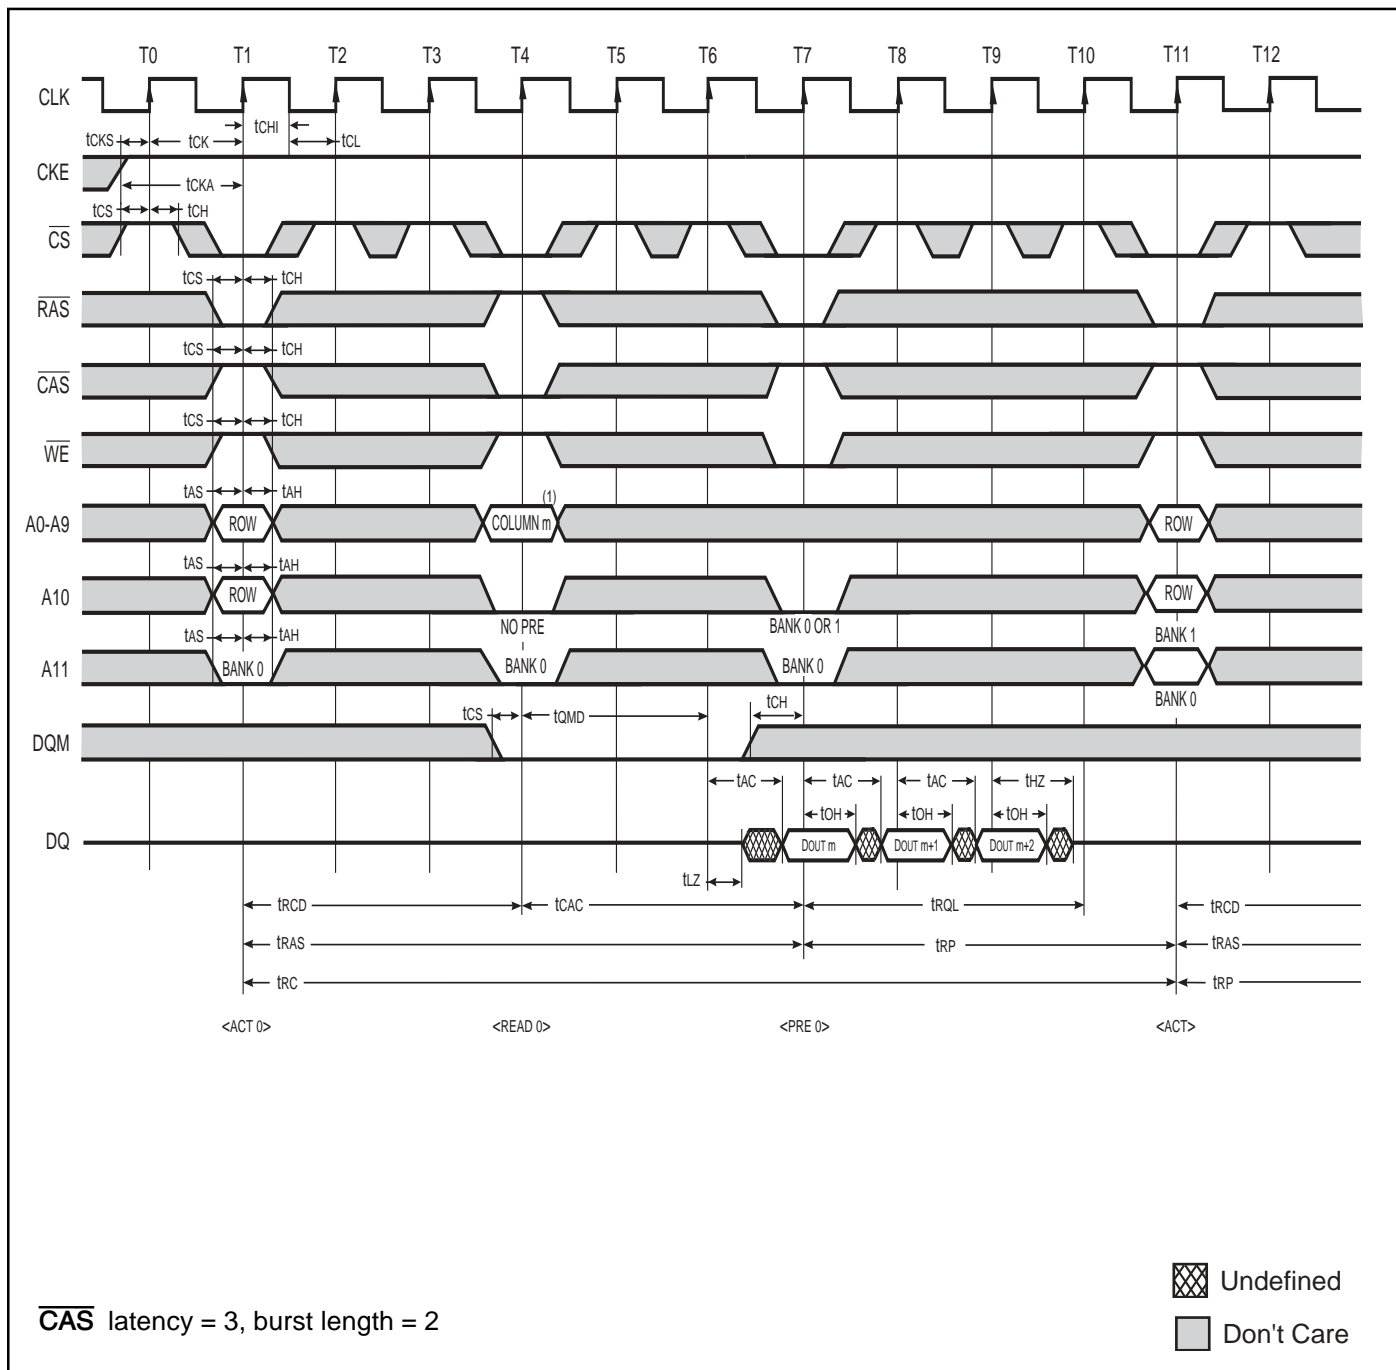 T0 T1 T2 T3 T4 T5 T6 T7 T8 T9 T10 T11 T12
CLK
tCHI
tCKS tCK tCL
CKE
tCKA
tCS tCH
CS
tCS tCH
RAS
tCS tCH
CAS
tCS tCH
WE
tAS tAH (1)
A0-A9 ROW COLUMN m ROW
tAS tAH
A10 ROW ROW
NO PRE BANK 0 OR 1 BANK 1
tAS tAH
A11 BANK 0 BANK 0 BANK 0
BANK 0
tCS tQMD tCH
DQM
tAC tAC tAC tHZ
tOH tOH tOH
DQ DOUT m DOUT m+1 DOUT m+2
tLZ
tRCD tCAC tRQL tRCD
tRAS tRP tRAS
tRC tRP
<ACT 0> <READ 0> <PRE 0> <ACT>
Undefined
CAS latency = 3, burst length = 2
Don't Care